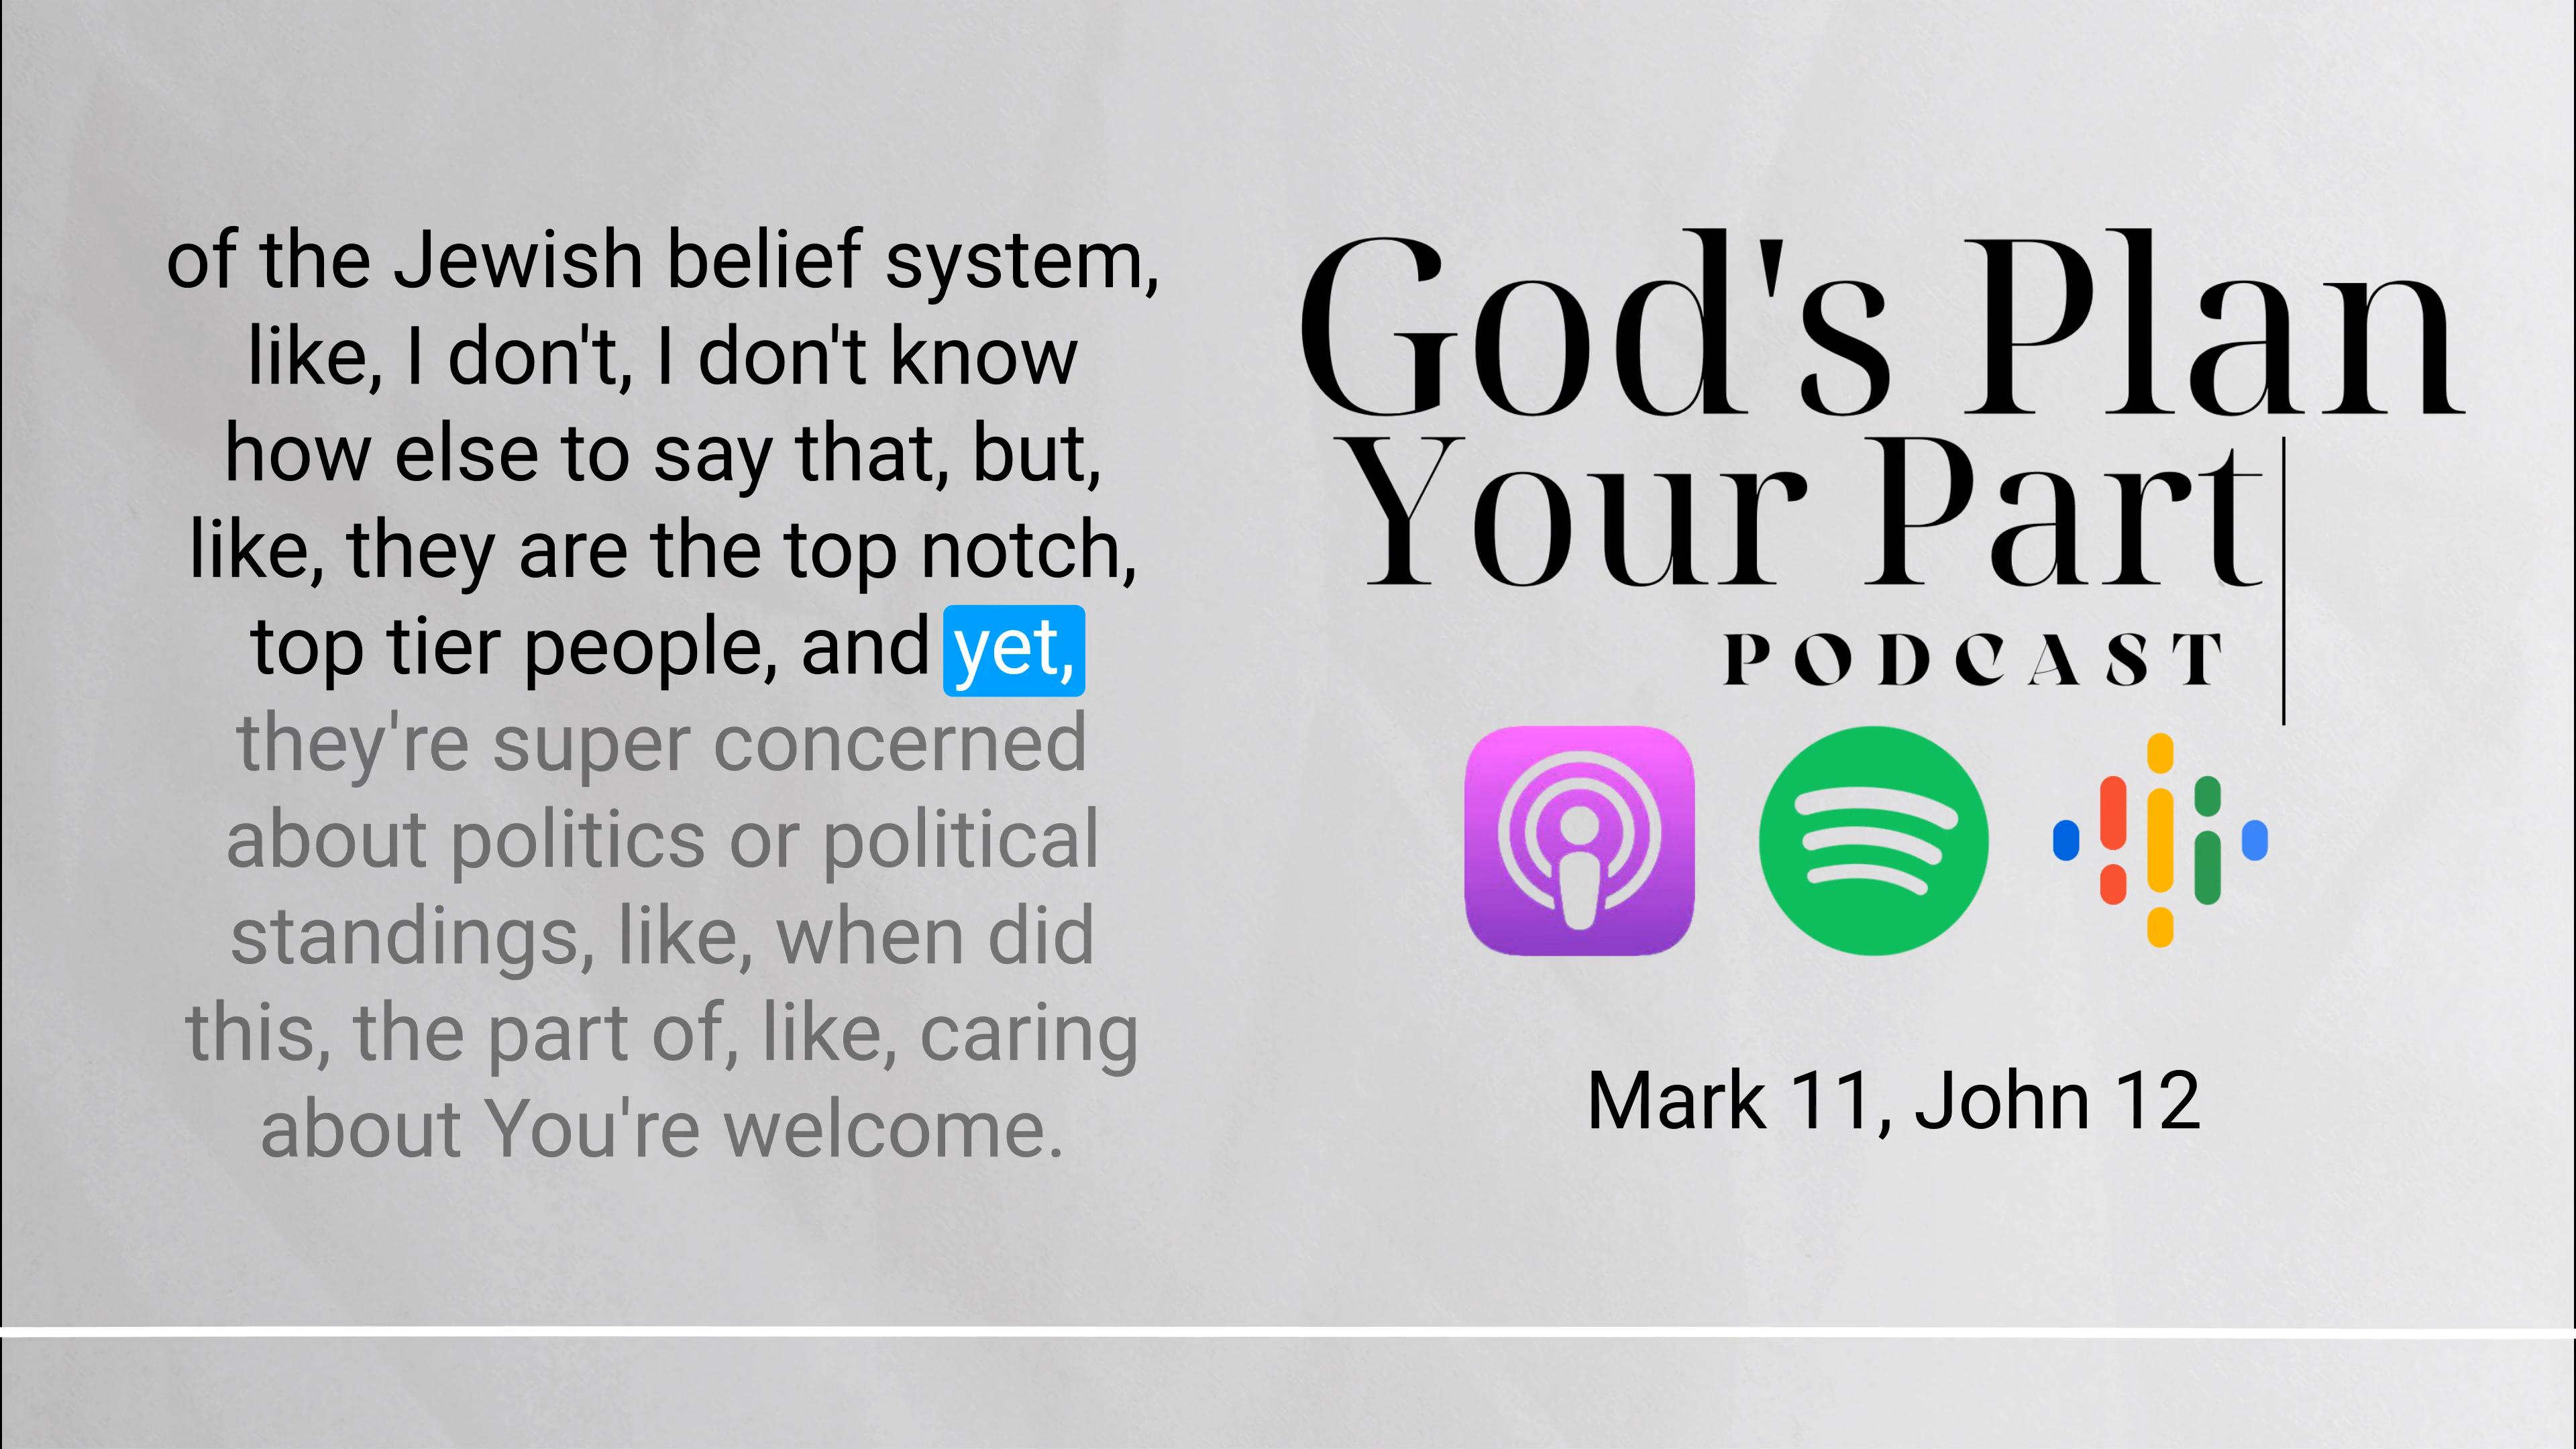 of the Jewish belief system,
like, I don't, I don't know
how else to say that, but,
like, they are the top notch,
top tier people, and yet,
they're super concerned
about politics or political
standings, like, when did
this, the part of, like, caring
about You're welcome.
God's Plan
Your Part
PODCAST
Mark 11, John 12